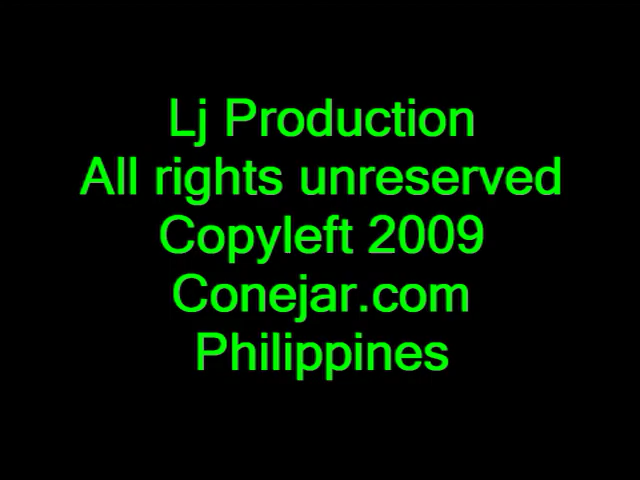 Lj Production
All rights unreserved
Copyleft 2009
Conejar.com
Philippines